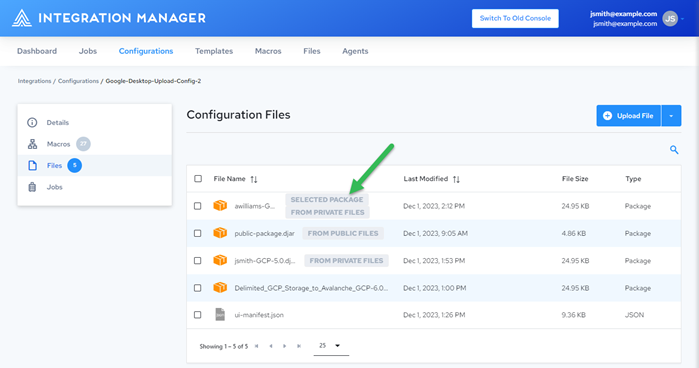 INTEGRATION MANAGER
Switch To Old Console
jsmith@example.com
jsmith@example.com
JS
Dashboard Jobs Configurations Templates Macros Files Agents
Integrations / Configurations / Google-Desktop-Upload-Config-2
Details
Macros 27
Files 5
Jobs
Configuration Files
Upload File
File Name Last Modified File Size Type
awilliams-G... SELECTED PACKAGE FROM PRIVATE FILES Dec 1, 2023, 2:12 PM 24.95 KB Package
public-package.djar FROM PUBLIC FILES Dec 1, 2023, 9:05 AM 4.86 KB Package
jsmith-GCP-5.0.dj... FROM PRIVATE FILES Dec 1, 2023, 1:53 PM 24.95 KB Package
Delimited_GCP_Storage_to_Avalanche_GCP-6.0... Dec 1, 2023, 1:00 PM 24.95 KB Package
ui-manifest.json Dec 1, 2023, 1:26 PM 9.36 KB JSON
Showing 1 – 5 of 5 25